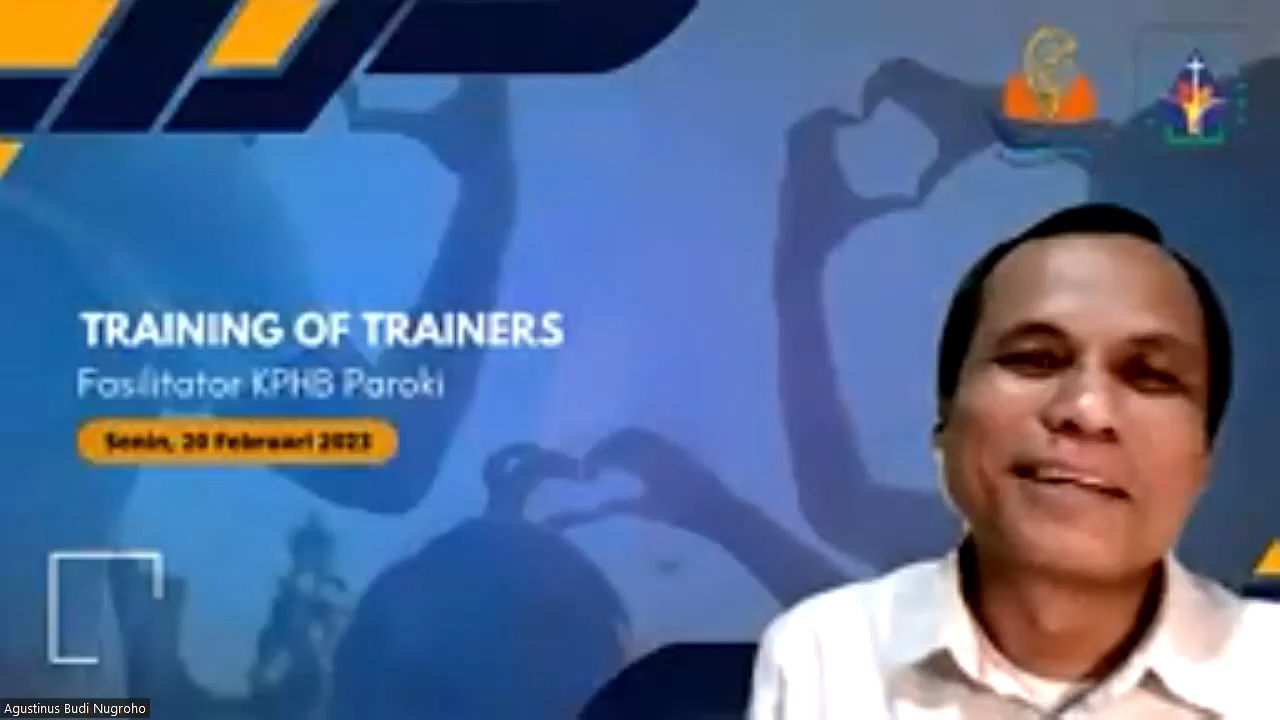 TRAINING OF TRAINERS
Fasilitator KPHB Paroki
Senin, 20 Februari 2023
Agustinus Budi Nugroho